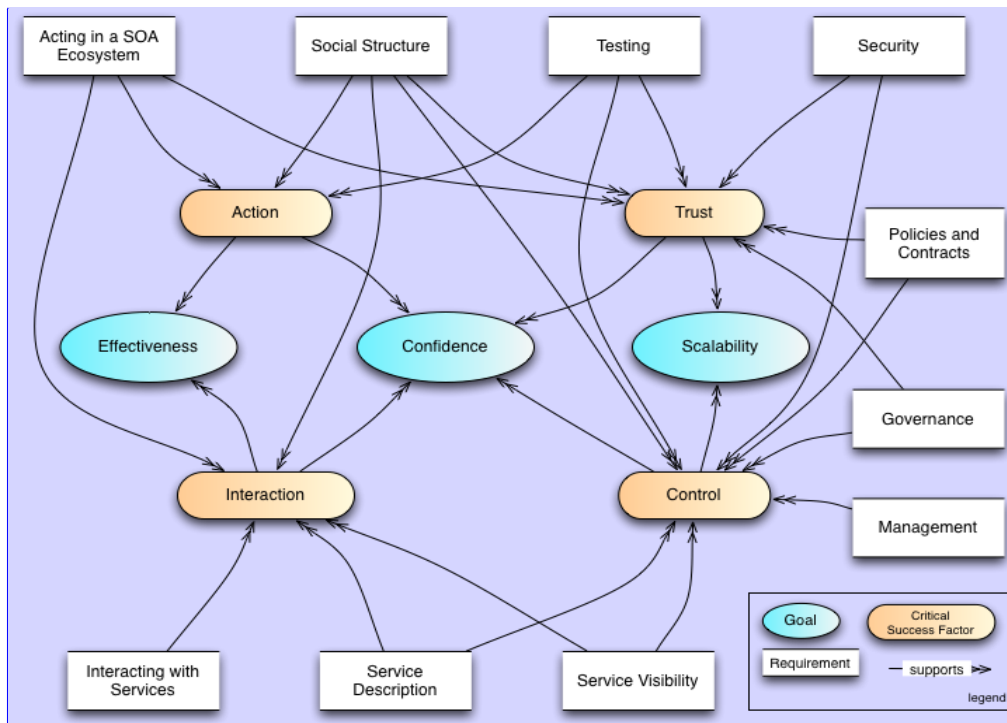 Acting in a SOA
Ecosystem
Social Structure
Testing
Security
Action
Trust
Policies and
Contracts
Effectiveness
Confidence
Scalability
Governance
Interaction
Control
Management
Goal
Critical
Success Factor
Requirement
supports
legend
Interacting with
Services
Service
Description
Service Visibility